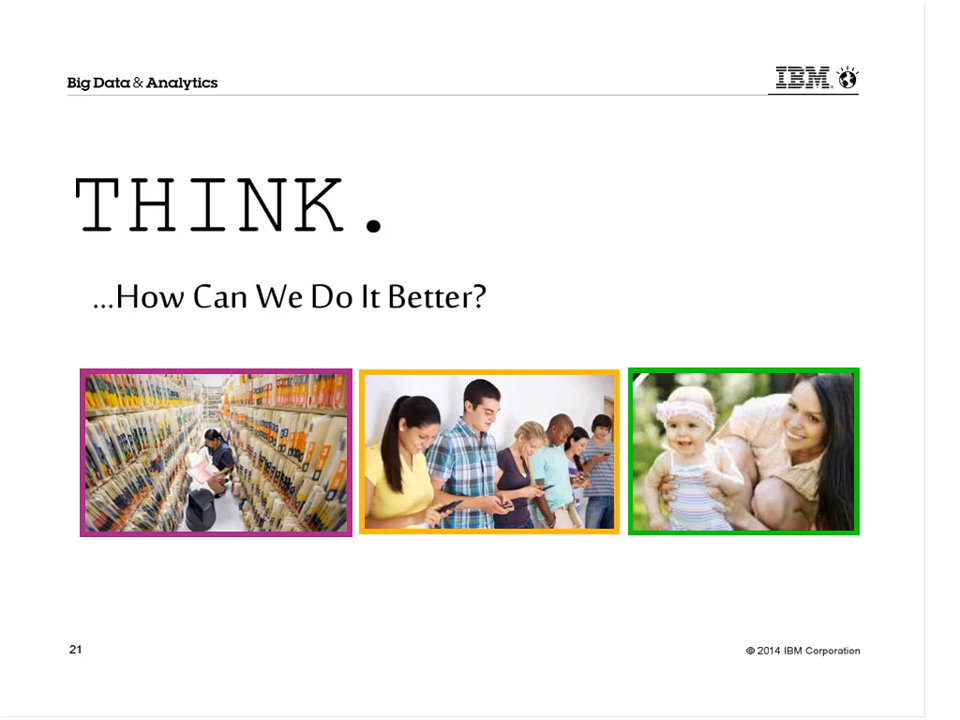 Big Data & Analytics
IBM®
THINK.
...How Can We Do It Better?
21
© 2014 IBM Corporation